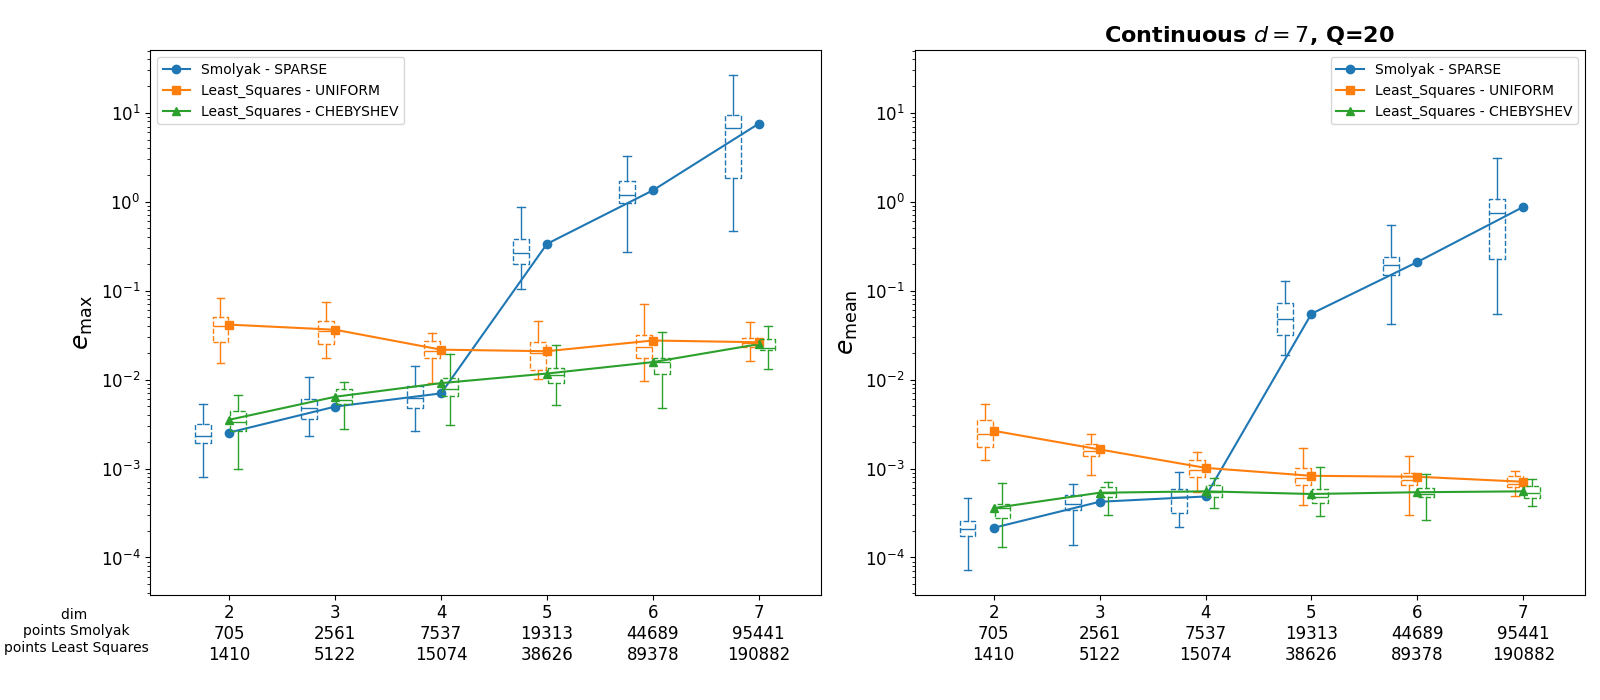 Continuous d = 7, Q=20
Smolyak - SPARSE
Least_Squares - UNIFORM
Least_Squares - CHEBYSHEV
Smolyak - SPARSE
Least_Squares - UNIFORM
Least_Squares - CHEBYSHEV
10¹
10⁰
10⁻¹
10⁻²
10⁻³
10⁻⁴
e_max
10¹
10⁰
10⁻¹
10⁻²
10⁻³
10⁻⁴
e_mean
dim 2 3 4 5 6 7 2 3 4 5 6 7
points Smolyak 705 2561 7537 19313 44689 95441 705 2561 7537 19313 44689 95441
points Least Squares 1410 5122 15074 38626 89378 190882 1410 5122 15074 38626 89378 190882